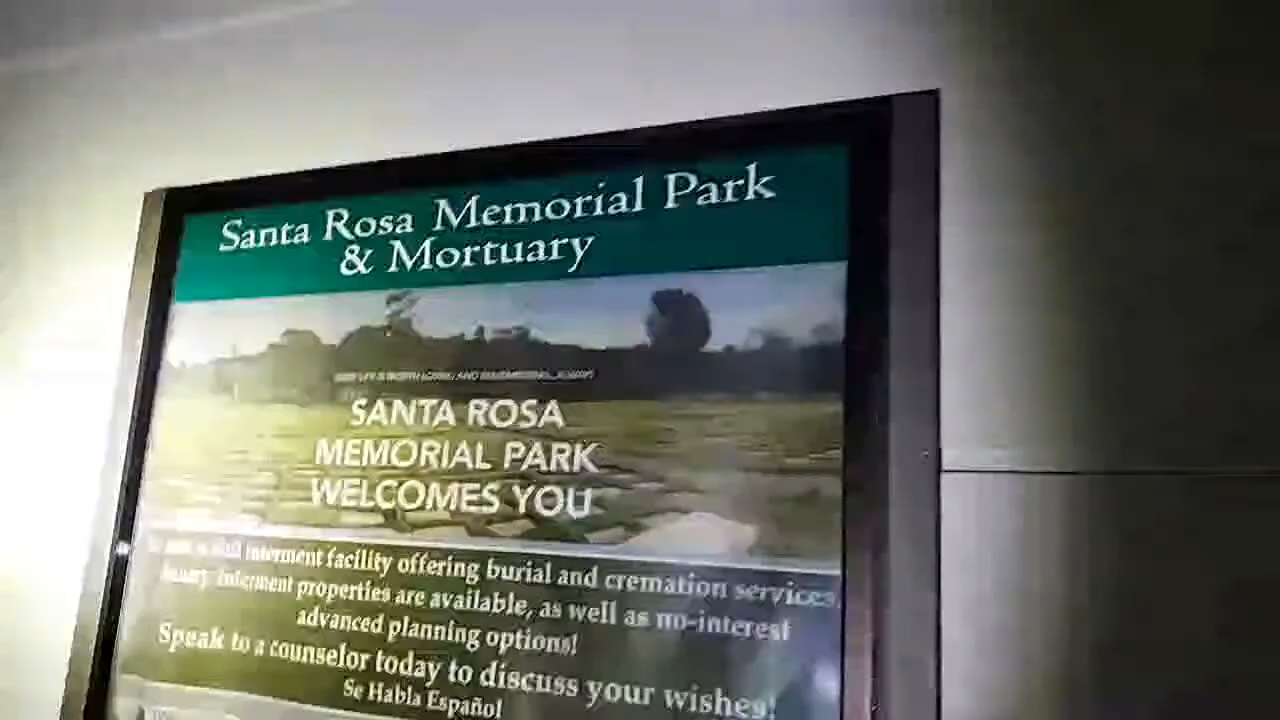 Santa Rosa Memorial Park
& Mortuary
SANTA ROSA
MEMORIAL PARK
WELCOMES YOU
interment facility offering burial and cremation services.
interment properties are available, as well as no-interest
advanced planning options!
Speak to a counselor today to discuss your wishes!
Se Habla Español